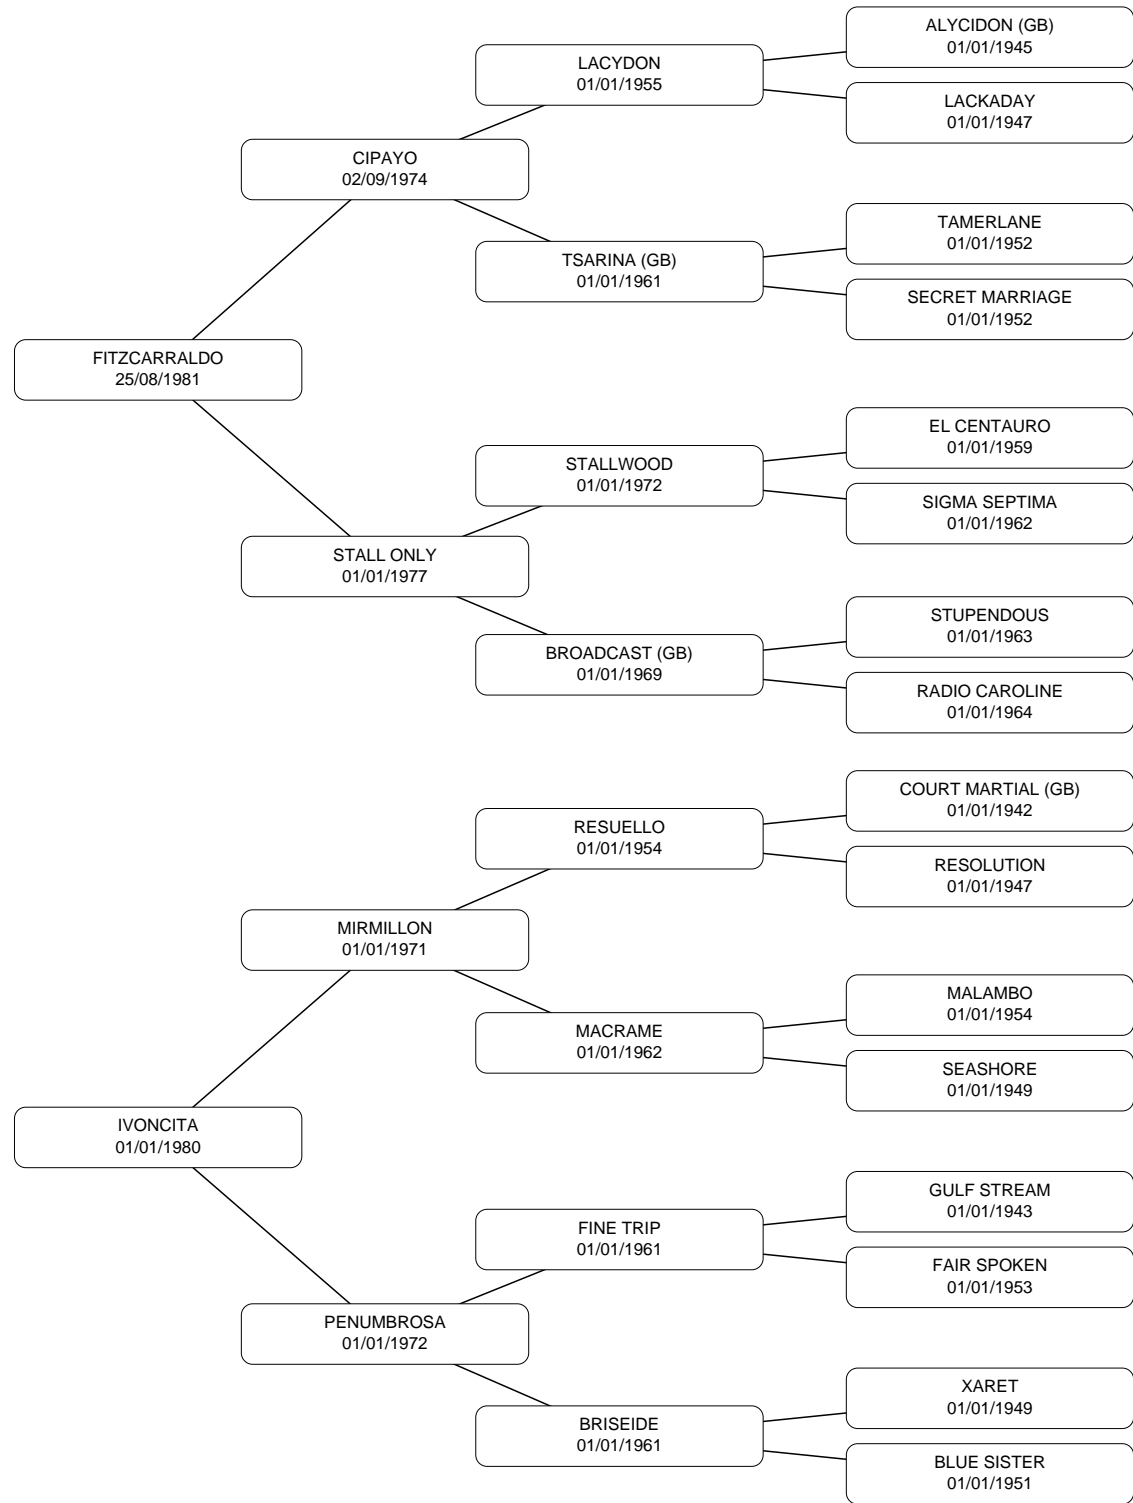 ALYCIDON (GB)
01/01/1945
LACYDON
01/01/1955
LACKADAY
01/01/1947
CIPAYO
02/09/1974
TAMERLANE
01/01/1952
TSARINA (GB)
01/01/1961
SECRET MARRIAGE
01/01/1952
FITZCARRALDO
25/08/1981
EL CENTAURO
01/01/1959
STALLWOOD
01/01/1972
SIGMA SEPTIMA
01/01/1962
STALL ONLY
01/01/1977
STUPENDOUS
01/01/1963
BROADCAST (GB)
01/01/1969
RADIO CAROLINE
01/01/1964
COURT MARTIAL (GB)
01/01/1942
RESUELLO
01/01/1954
RESOLUTION
01/01/1947
MIRMILLON
01/01/1971
MALAMBO
01/01/1954
MACRAME
01/01/1962
SEASHORE
01/01/1949
IVONCITA
01/01/1980
GULF STREAM
01/01/1943
FINE TRIP
01/01/1961
FAIR SPOKEN
01/01/1953
PENUMBROSA
01/01/1972
XARET
01/01/1949
BRISEIDE
01/01/1961
BLUE SISTER
01/01/1951